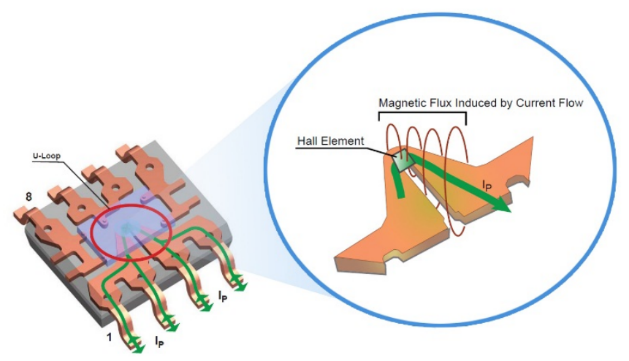 Magnetic Flux Induced by Current Flow
Hall Element
U-Loop
8
IP
IP
1
IP